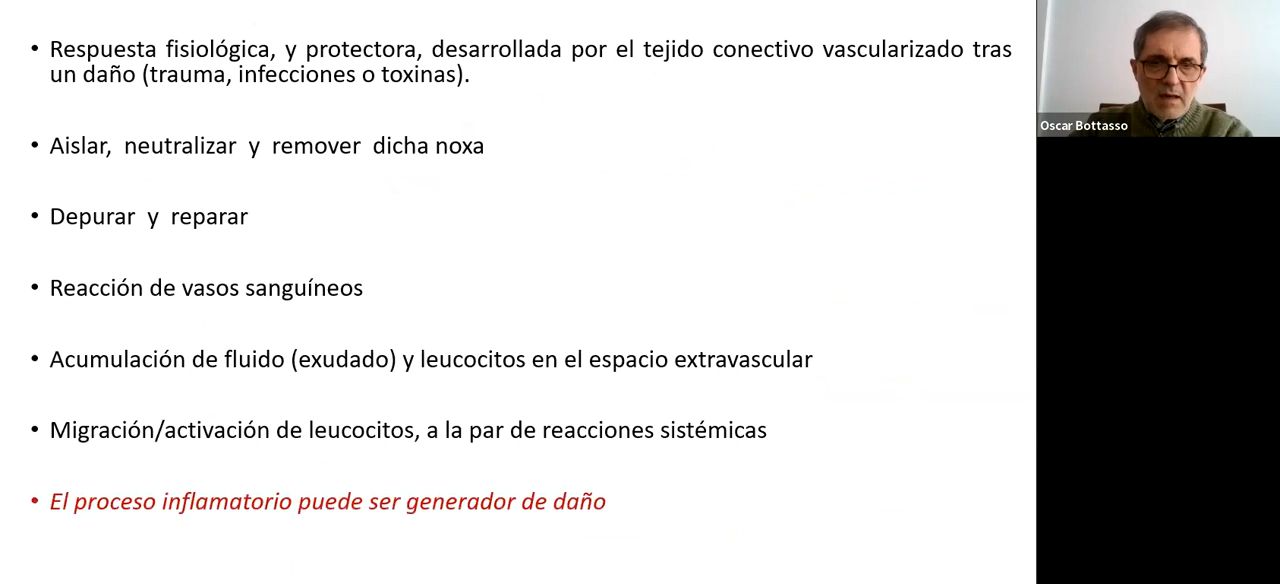 • Respuesta fisiológica, y protectora, desarrollada por el tejido conectivo vascularizado tras
un daño (trauma, infecciones o toxinas).
• Aislar, neutralizar y remover dicha noxa
• Depurar y reparar
• Reacción de vasos sanguíneos
• Acumulación de fluido (exudado) y leucocitos en el espacio extravascular
• Migración/activación de leucocitos, a la par de reacciones sistémicas
• El proceso inflamatorio puede ser generador de daño
Oscar Bottasso